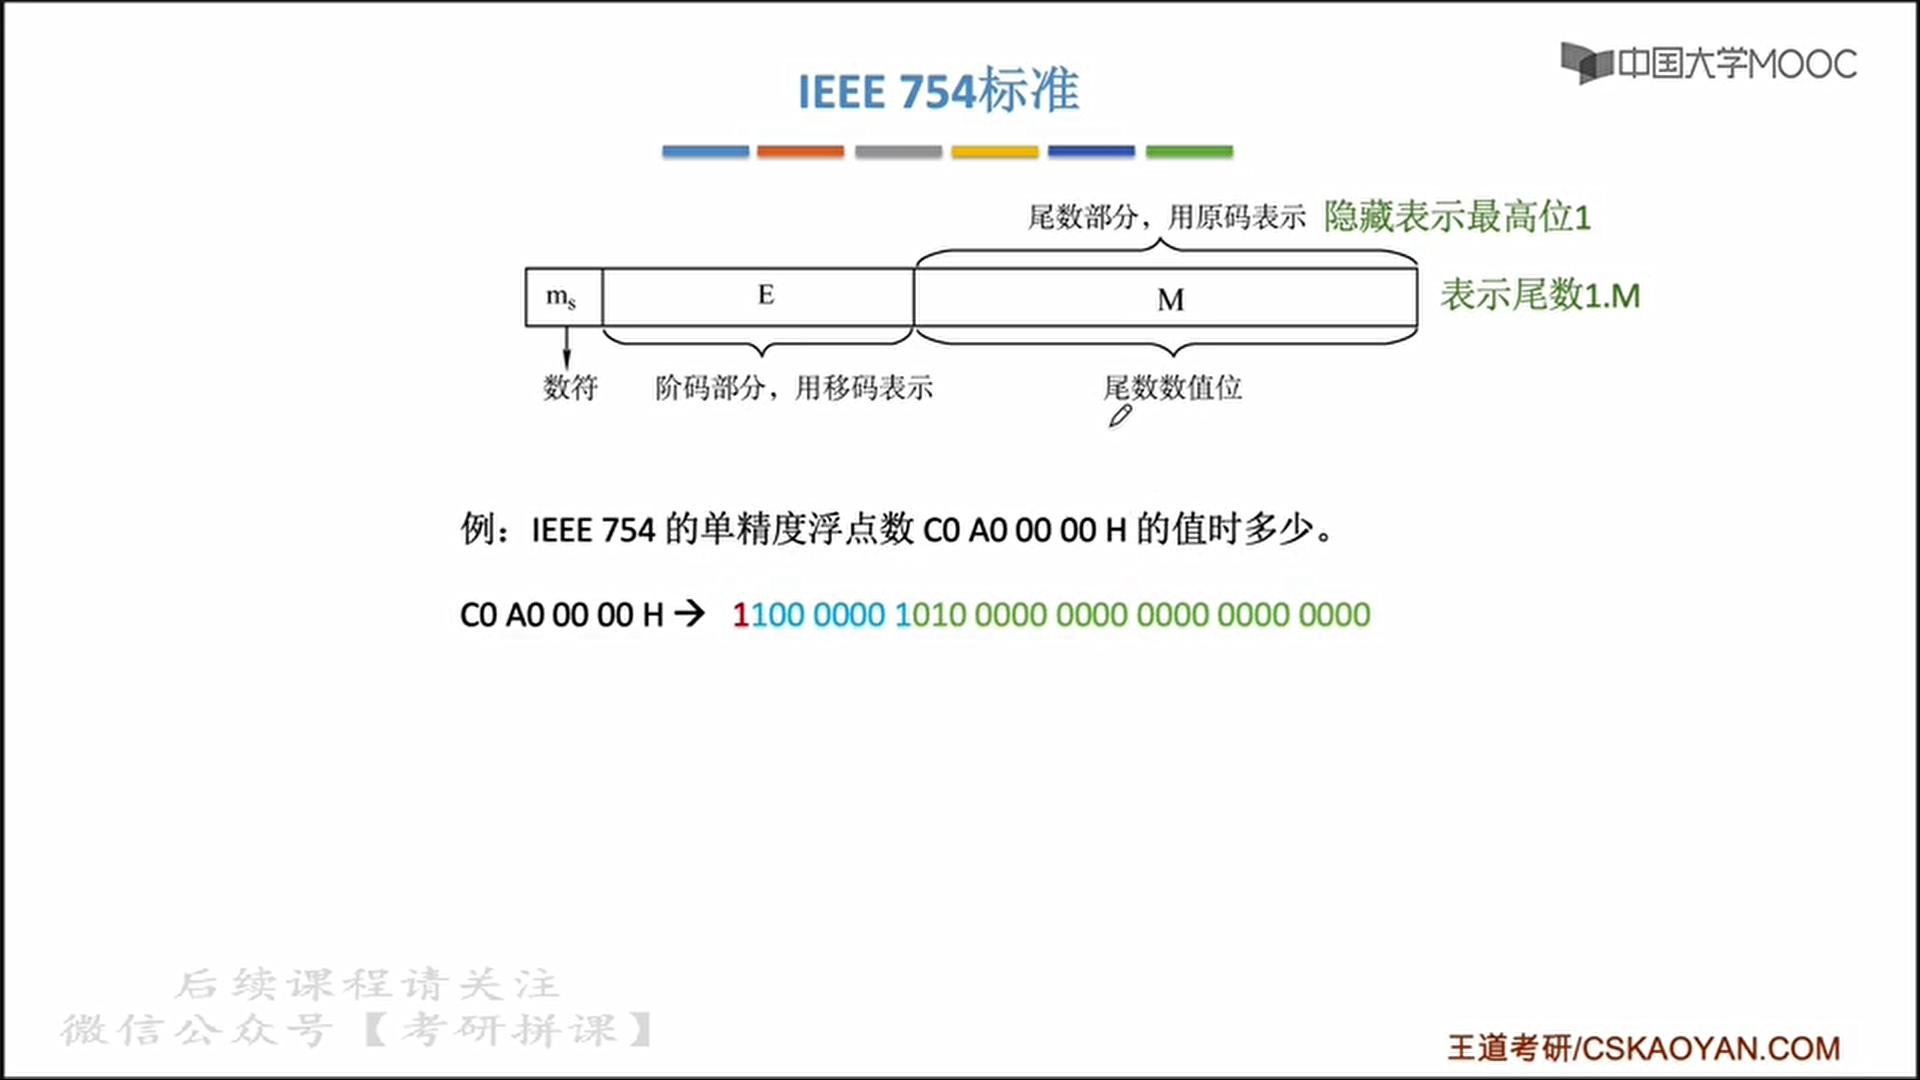 中国大学MOOC
IEEE 754标准
尾数部分，用原码表示 隐藏表示最高位1
ms E M 表示尾数1.M
数符 阶码部分，用移码表示 尾数数值位
例：IEEE 754 的单精度浮点数 C0 A0 00 00 H 的值时多少。
C0 A0 00 00 H → 1100 0000 1010 0000 0000 0000 0000 0000
后续课程请关注
微信公众号【考研拼课】
王道考研/CSKAOYAN.COM